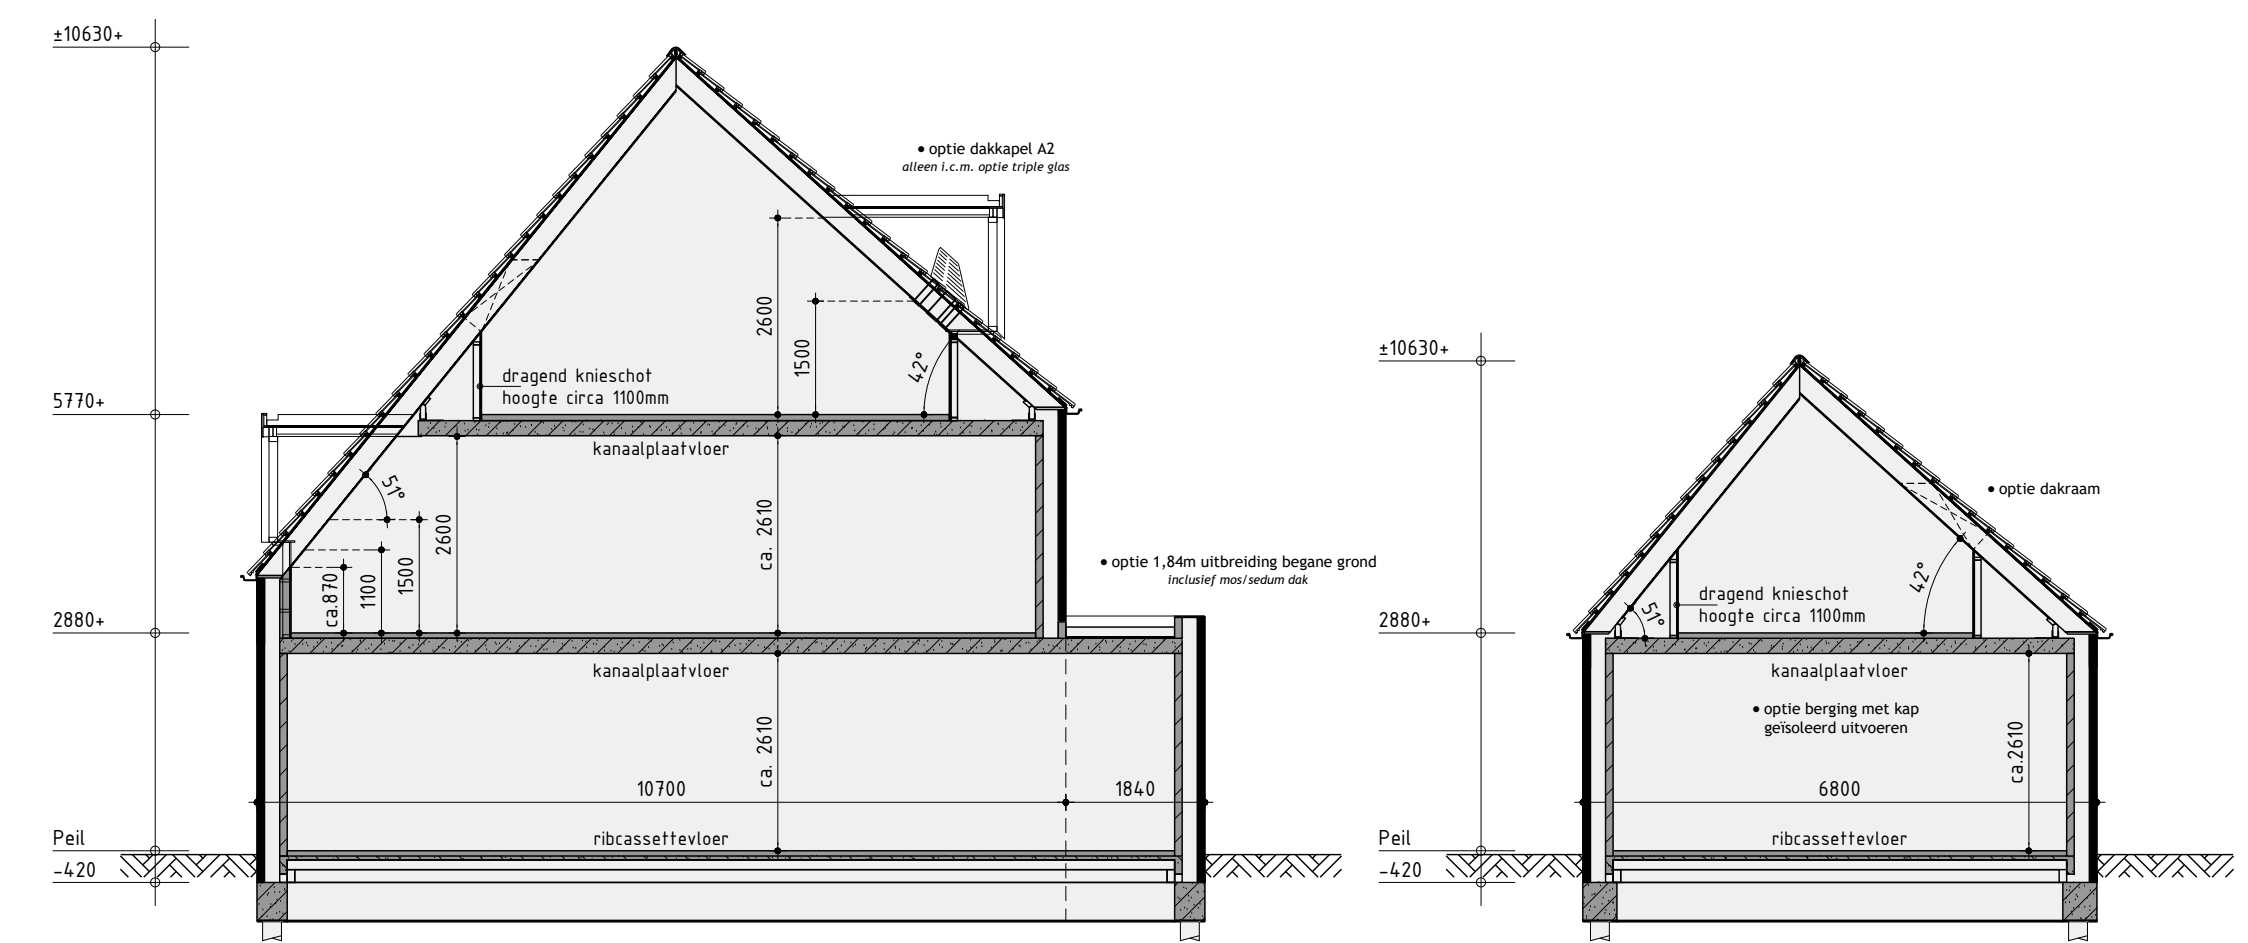 ±10630+
• optie dakkapel A2
alleen i.c.m. optie triple glas
2600
1500
42°
dragend knieschot
hoogte circa 1100mm
5770+
kanaalplaatvloer
51°
2600
ca. 2610
1500
1100
ca.870
• optie 1,84m uitbreiding begane grond
inclusief mos/sedum dak
2880+
kanaalplaatvloer
ca. 2610
10700
1840
ribcassettevloer
Peil
-420
±10630+
• optie dakraam
42°
51°
dragend knieschot
hoogte circa 1100mm
2880+
kanaalplaatvloer
• optie berging met kap
geïsoleerd uitvoeren
ca.2610
6800
ribcassettevloer
Peil
-420